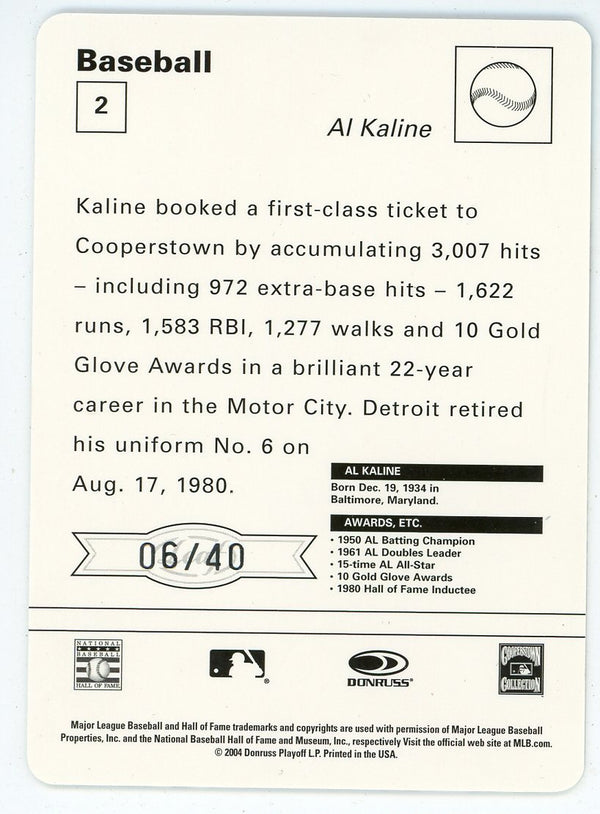 Baseball
2
Al Kaline
Kaline booked a first-class ticket to
Cooperstown by accumulating 3,007 hits
– including 972 extra-base hits – 1,622
runs, 1,583 RBI, 1,277 walks and 10 Gold
Glove Awards in a brilliant 22-year
career in the Motor City. Detroit retired
his uniform No. 6 on
Aug. 17, 1980.
AL KALINE
Born Dec. 19, 1934 in
Baltimore, Maryland.
AWARDS, ETC.
• 1950 AL Batting Champion
• 1961 AL Doubles Leader
• 15-time AL All-Star
• 10 Gold Glove Awards
• 1980 Hall of Fame Inductee
06/40
NATIONAL
BASEBALL
HALL OF FAME
DONRUSS®
COOPERSTOWN
COLLECTION
Major League Baseball and Hall of Fame trademarks and copyrights are used with permission of Major League Baseball
Properties, Inc. and the National Baseball Hall of Fame and Museum, Inc., respectively Visit the official web site at MLB.com.
© 2004 Donruss Playoff L.P. Printed in the USA.